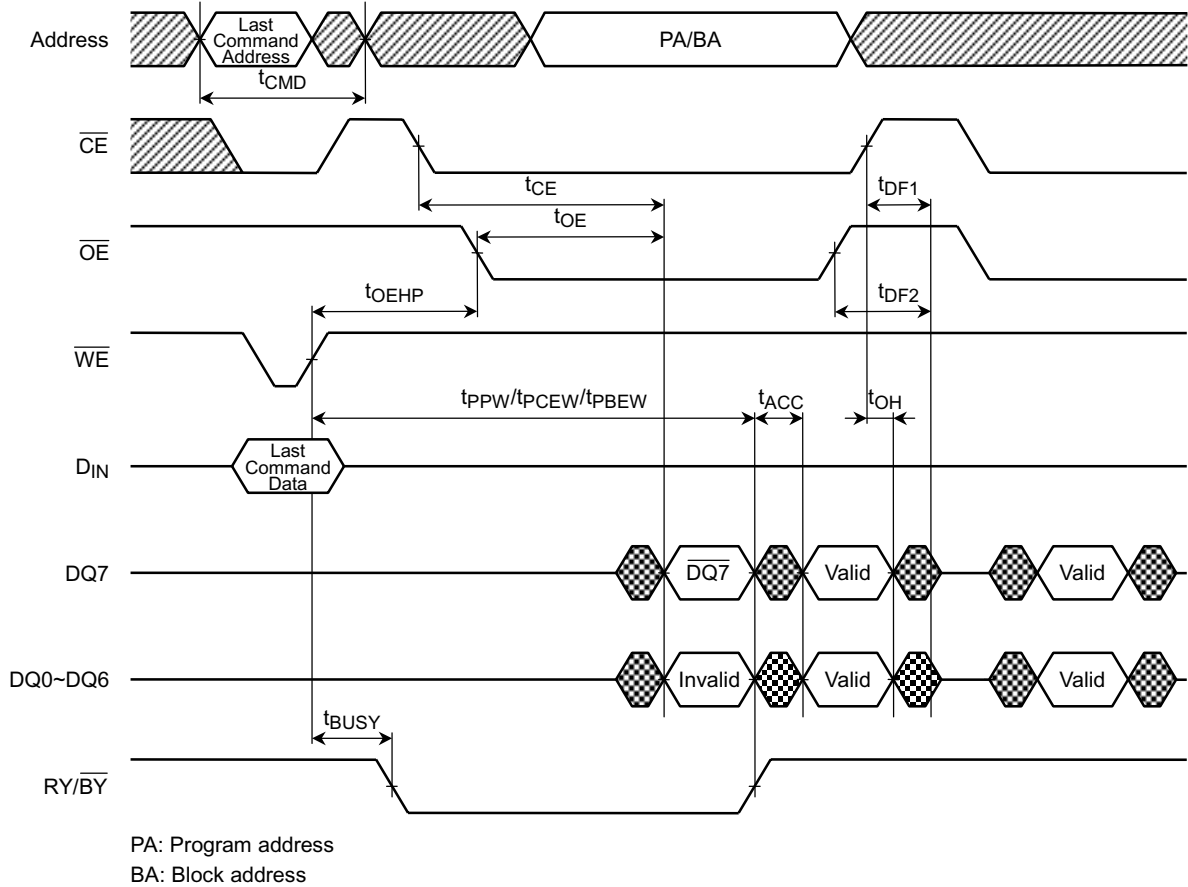 Address
Last
Command
Address
PA/BA
tCMD
CE
tCE
tDF1
tOE
OE
tOEHP
tDF2
WE
tPPW/tPCEW/tPBEW
tACC
tOH
DIN
Last
Command
Data
DQ7
DQ7
Valid
Valid
DQ0~DQ6
Invalid
Valid
Valid
tBUSY
RY/BY
PA: Program address
BA: Block address